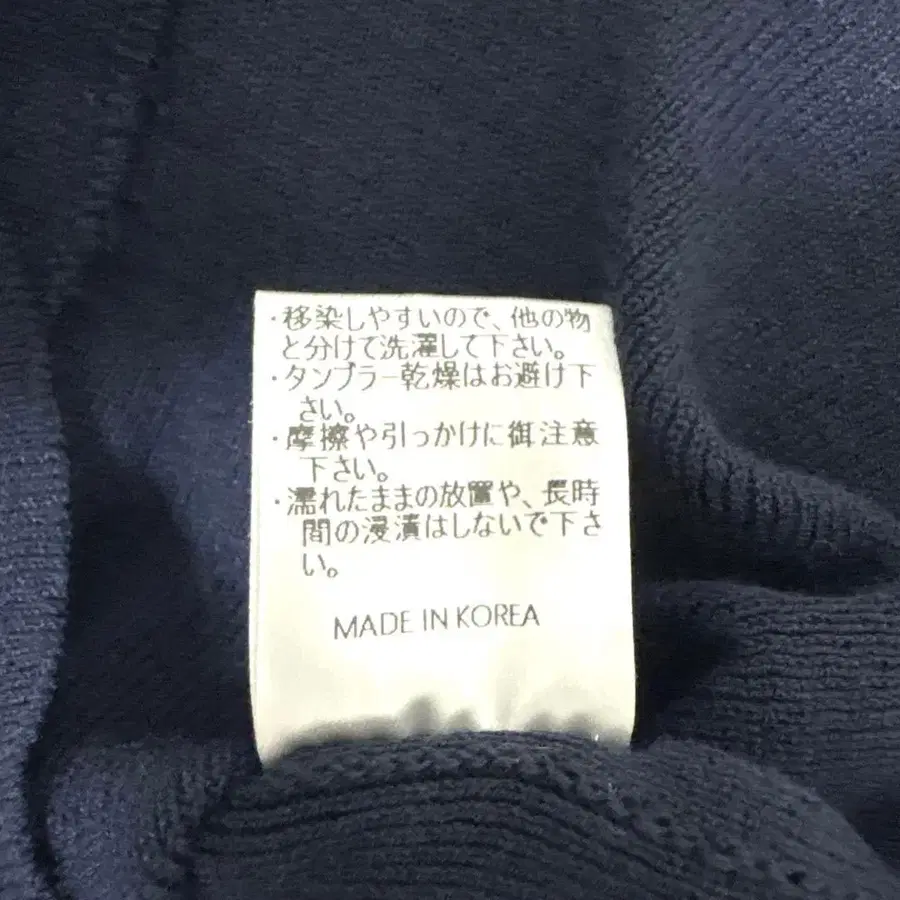 ・移染しやすいので、他の物
と分けて洗濯して下さい。
・タンブラー乾燥はお避け下
さい。
・摩擦や引っかけに御注意
下さい。
・濡れたままの放置や、長時
間の浸漬はしないで下さ
い。
MADE IN KOREA